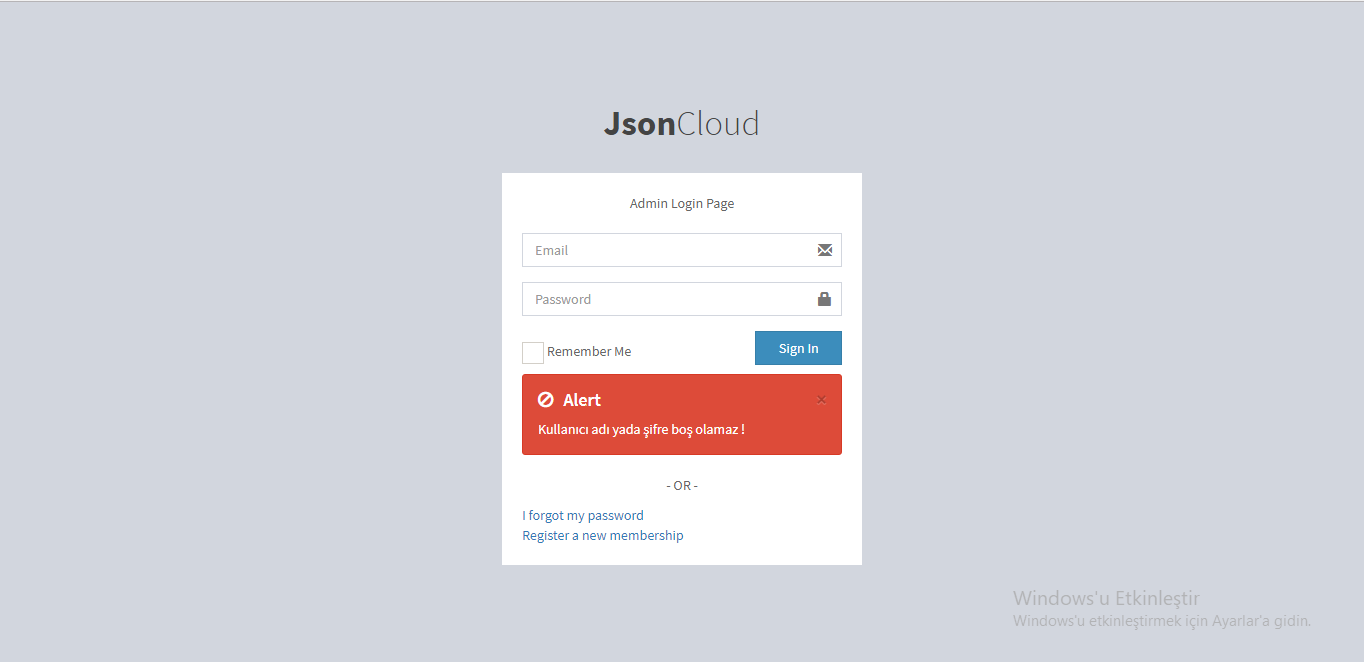 JsonCloud
Admin Login Page
Email
Password
Remember Me
Sign In
Alert
×
Kullanıcı adı yada şifre boş olamaz !
- OR -
I forgot my password
Register a new membership
Windows'u Etkinleştir
Windows'u etkinleştirmek için Ayarlar'a gidin.